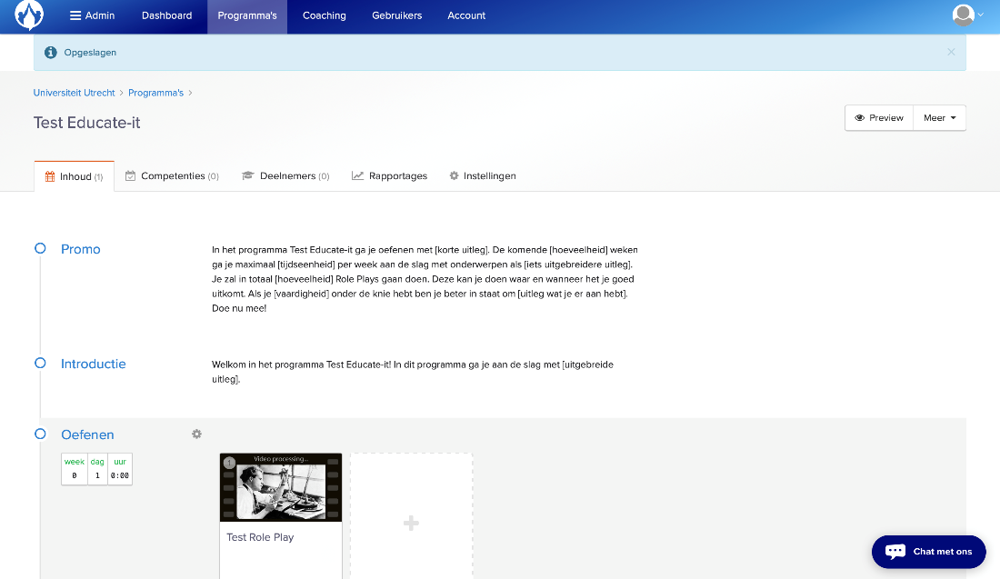 Admin Dashboard Programma's Coaching Gebruikers Account
Opgeslagen
Universiteit Utrecht > Programma's >
Test Educate-it
Preview Meer
Inhoud (1) Competenties (0) Deelnemers (0) Rapportages Instellingen
Promo
In het programma Test Educate-it ga je oefenen met [korte uitleg]. De komende [hoeveelheid] weken
ga je maximaal [tijdseenheid] per week aan de slag met onderwerpen als [iets uitgebreidere uitleg].
Je zal in totaal [hoeveelheid] Role Plays gaan doen. Deze kan je doen waar en wanneer het je goed
uitkomt. Als je [vaardigheid] onder de knie hebt ben je beter in staat om [uitleg wat je er aan hebt].
Doe nu mee!
Introductie
Welkom in het programma Test Educate-it! In dit programma ga je aan de slag met [uitgebreide
uitleg].
Oefenen
week dag uur
0 1 0:00
Video processing...
1
Test Role Play
Chat met ons